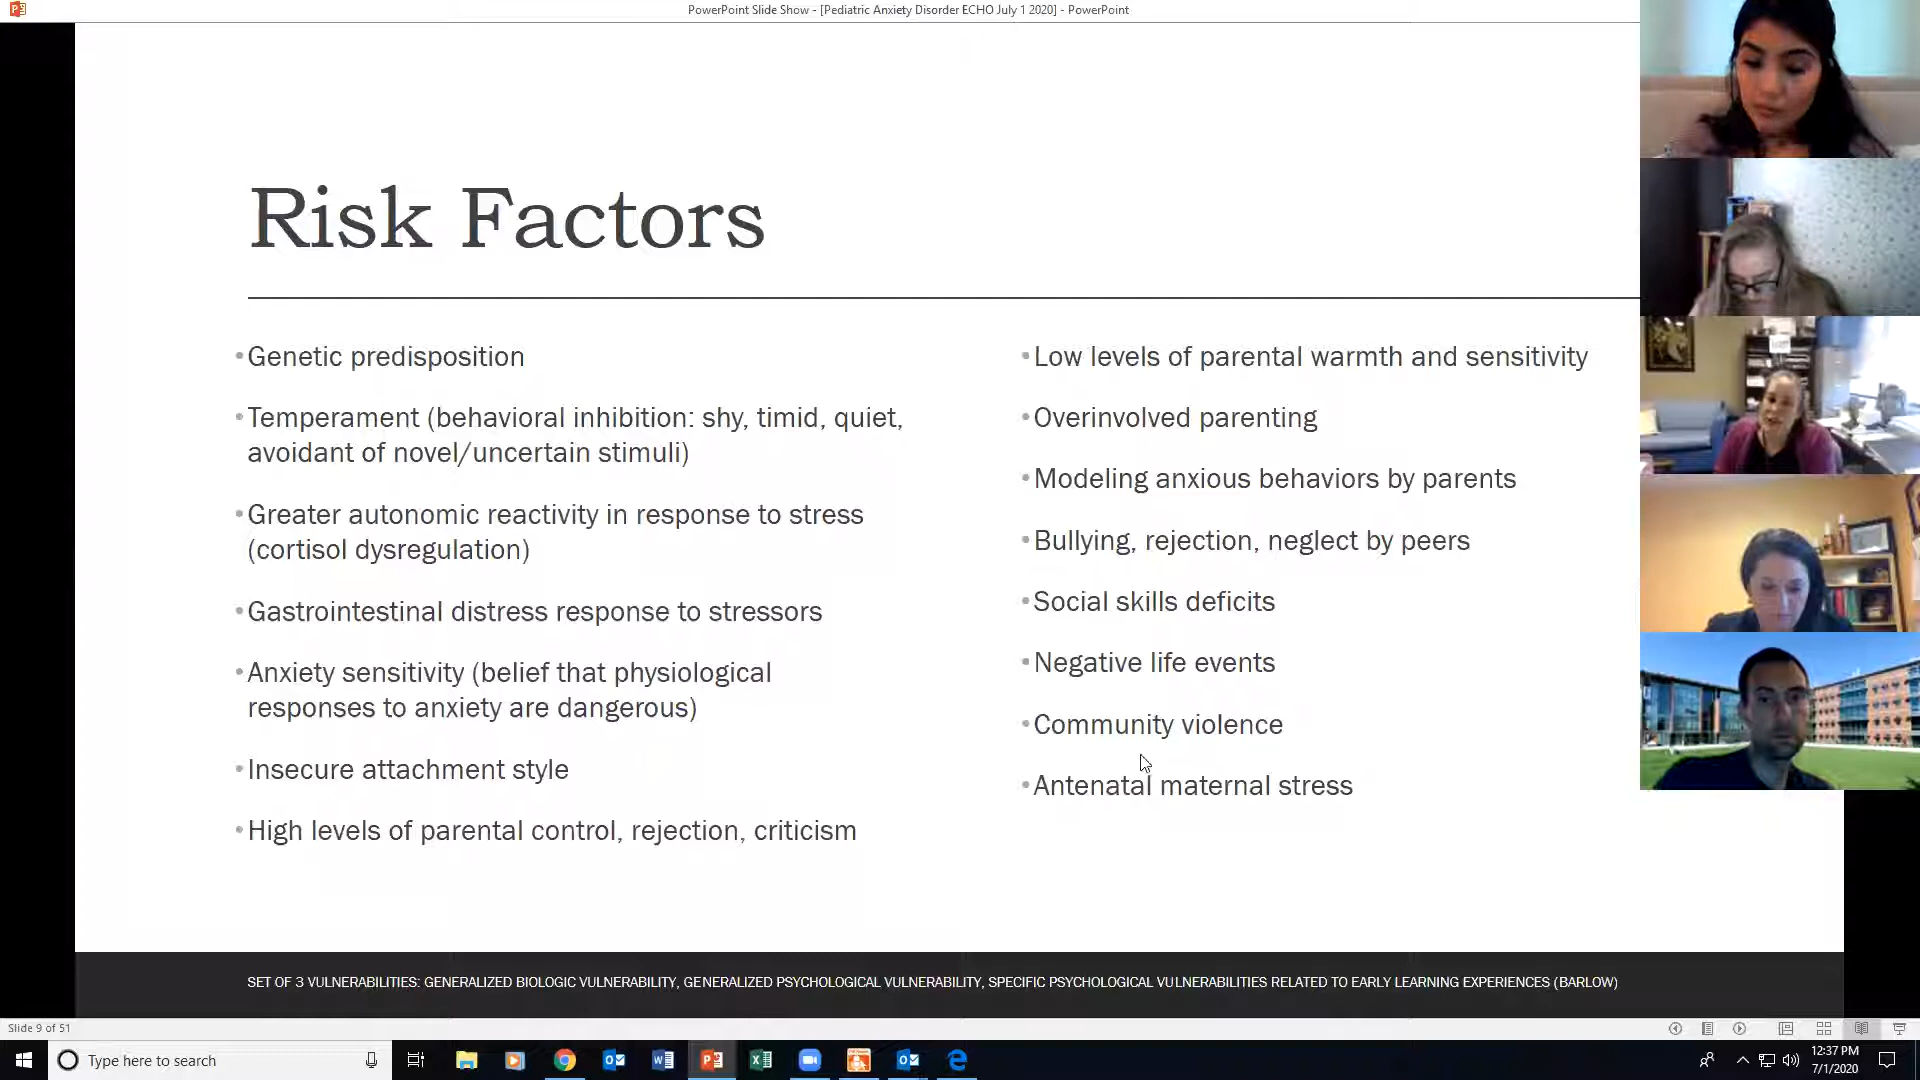 PowerPoint Slide Show - [Pediatric Anxiety Disorder ECHO July 1 2020] - PowerPoint
Risk Factors
•Genetic predisposition
•Temperament (behavioral inhibition: shy, timid, quiet,
avoidant of novel/uncertain stimuli)
•Greater autonomic reactivity in response to stress
(cortisol dysregulation)
•Gastrointestinal distress response to stressors
•Anxiety sensitivity (belief that physiological
responses to anxiety are dangerous)
•Insecure attachment style
•High levels of parental control, rejection, criticism
•Low levels of parental warmth and sensitivity
•Overinvolved parenting
•Modeling anxious behaviors by parents
•Bullying, rejection, neglect by peers
•Social skills deficits
•Negative life events
•Community violence
•Antenatal maternal stress
SET OF 3 VULNERABILITIES: GENERALIZED BIOLOGIC VULNERABILITY, GENERALIZED PSYCHOLOGICAL VULNERABILITY, SPECIFIC PSYCHOLOGICAL VULNERABILITIES RELATED TO EARLY LEARNING EXPERIENCES (BARLOW)
Slide 9 of 51
Type here to search
12:37 PM
7/1/2020